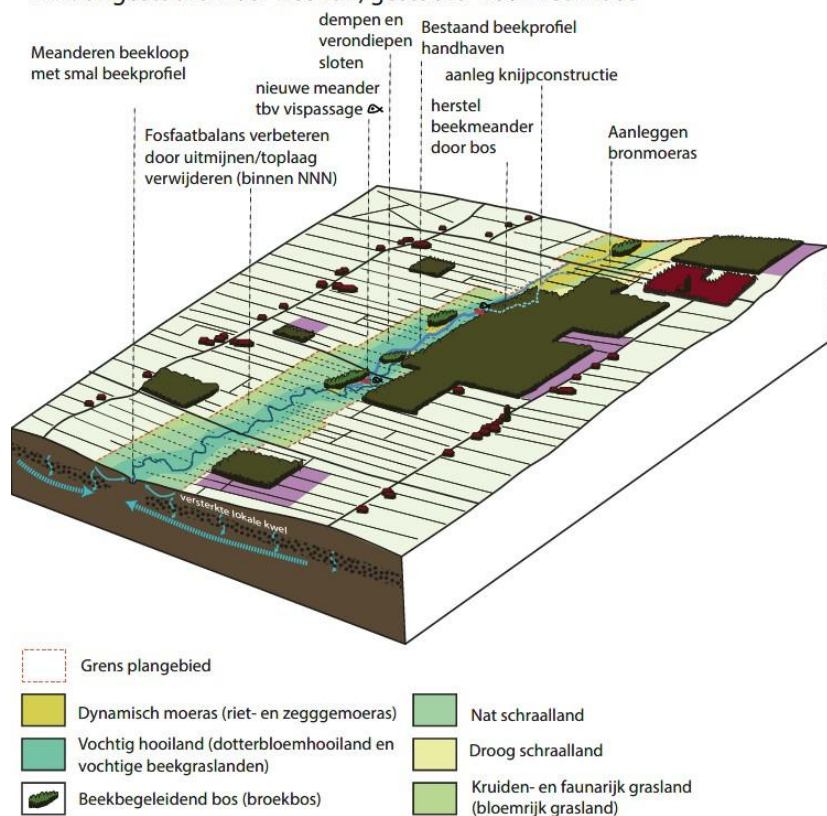 dempen en
verondiepen
sloten
Bestaand beekprofiel
handhaven
Meanderen beekloop
met smal beekprofiel
aanleg knijpconstructie
nieuwe meander
tbv vispassage
herstel
beekmeander
door bos
Fosfaatbalans verbeteren
door uitmijnen/toplaag
verwijderen (binnen NNN)
Aanleggen
bronmoeras
versterkte lokale kwel
Grens plangebied
Dynamisch moeras (riet- en zegggemoeras)
Vochtig hooiland (dotterbloemhooiland en
vochtige beekgraslanden)
Beekbegeleidend bos (broekbos)
Nat schraalland
Droog schraalland
Kruiden- en faunarijk grasland
(bloemrijk grasland)